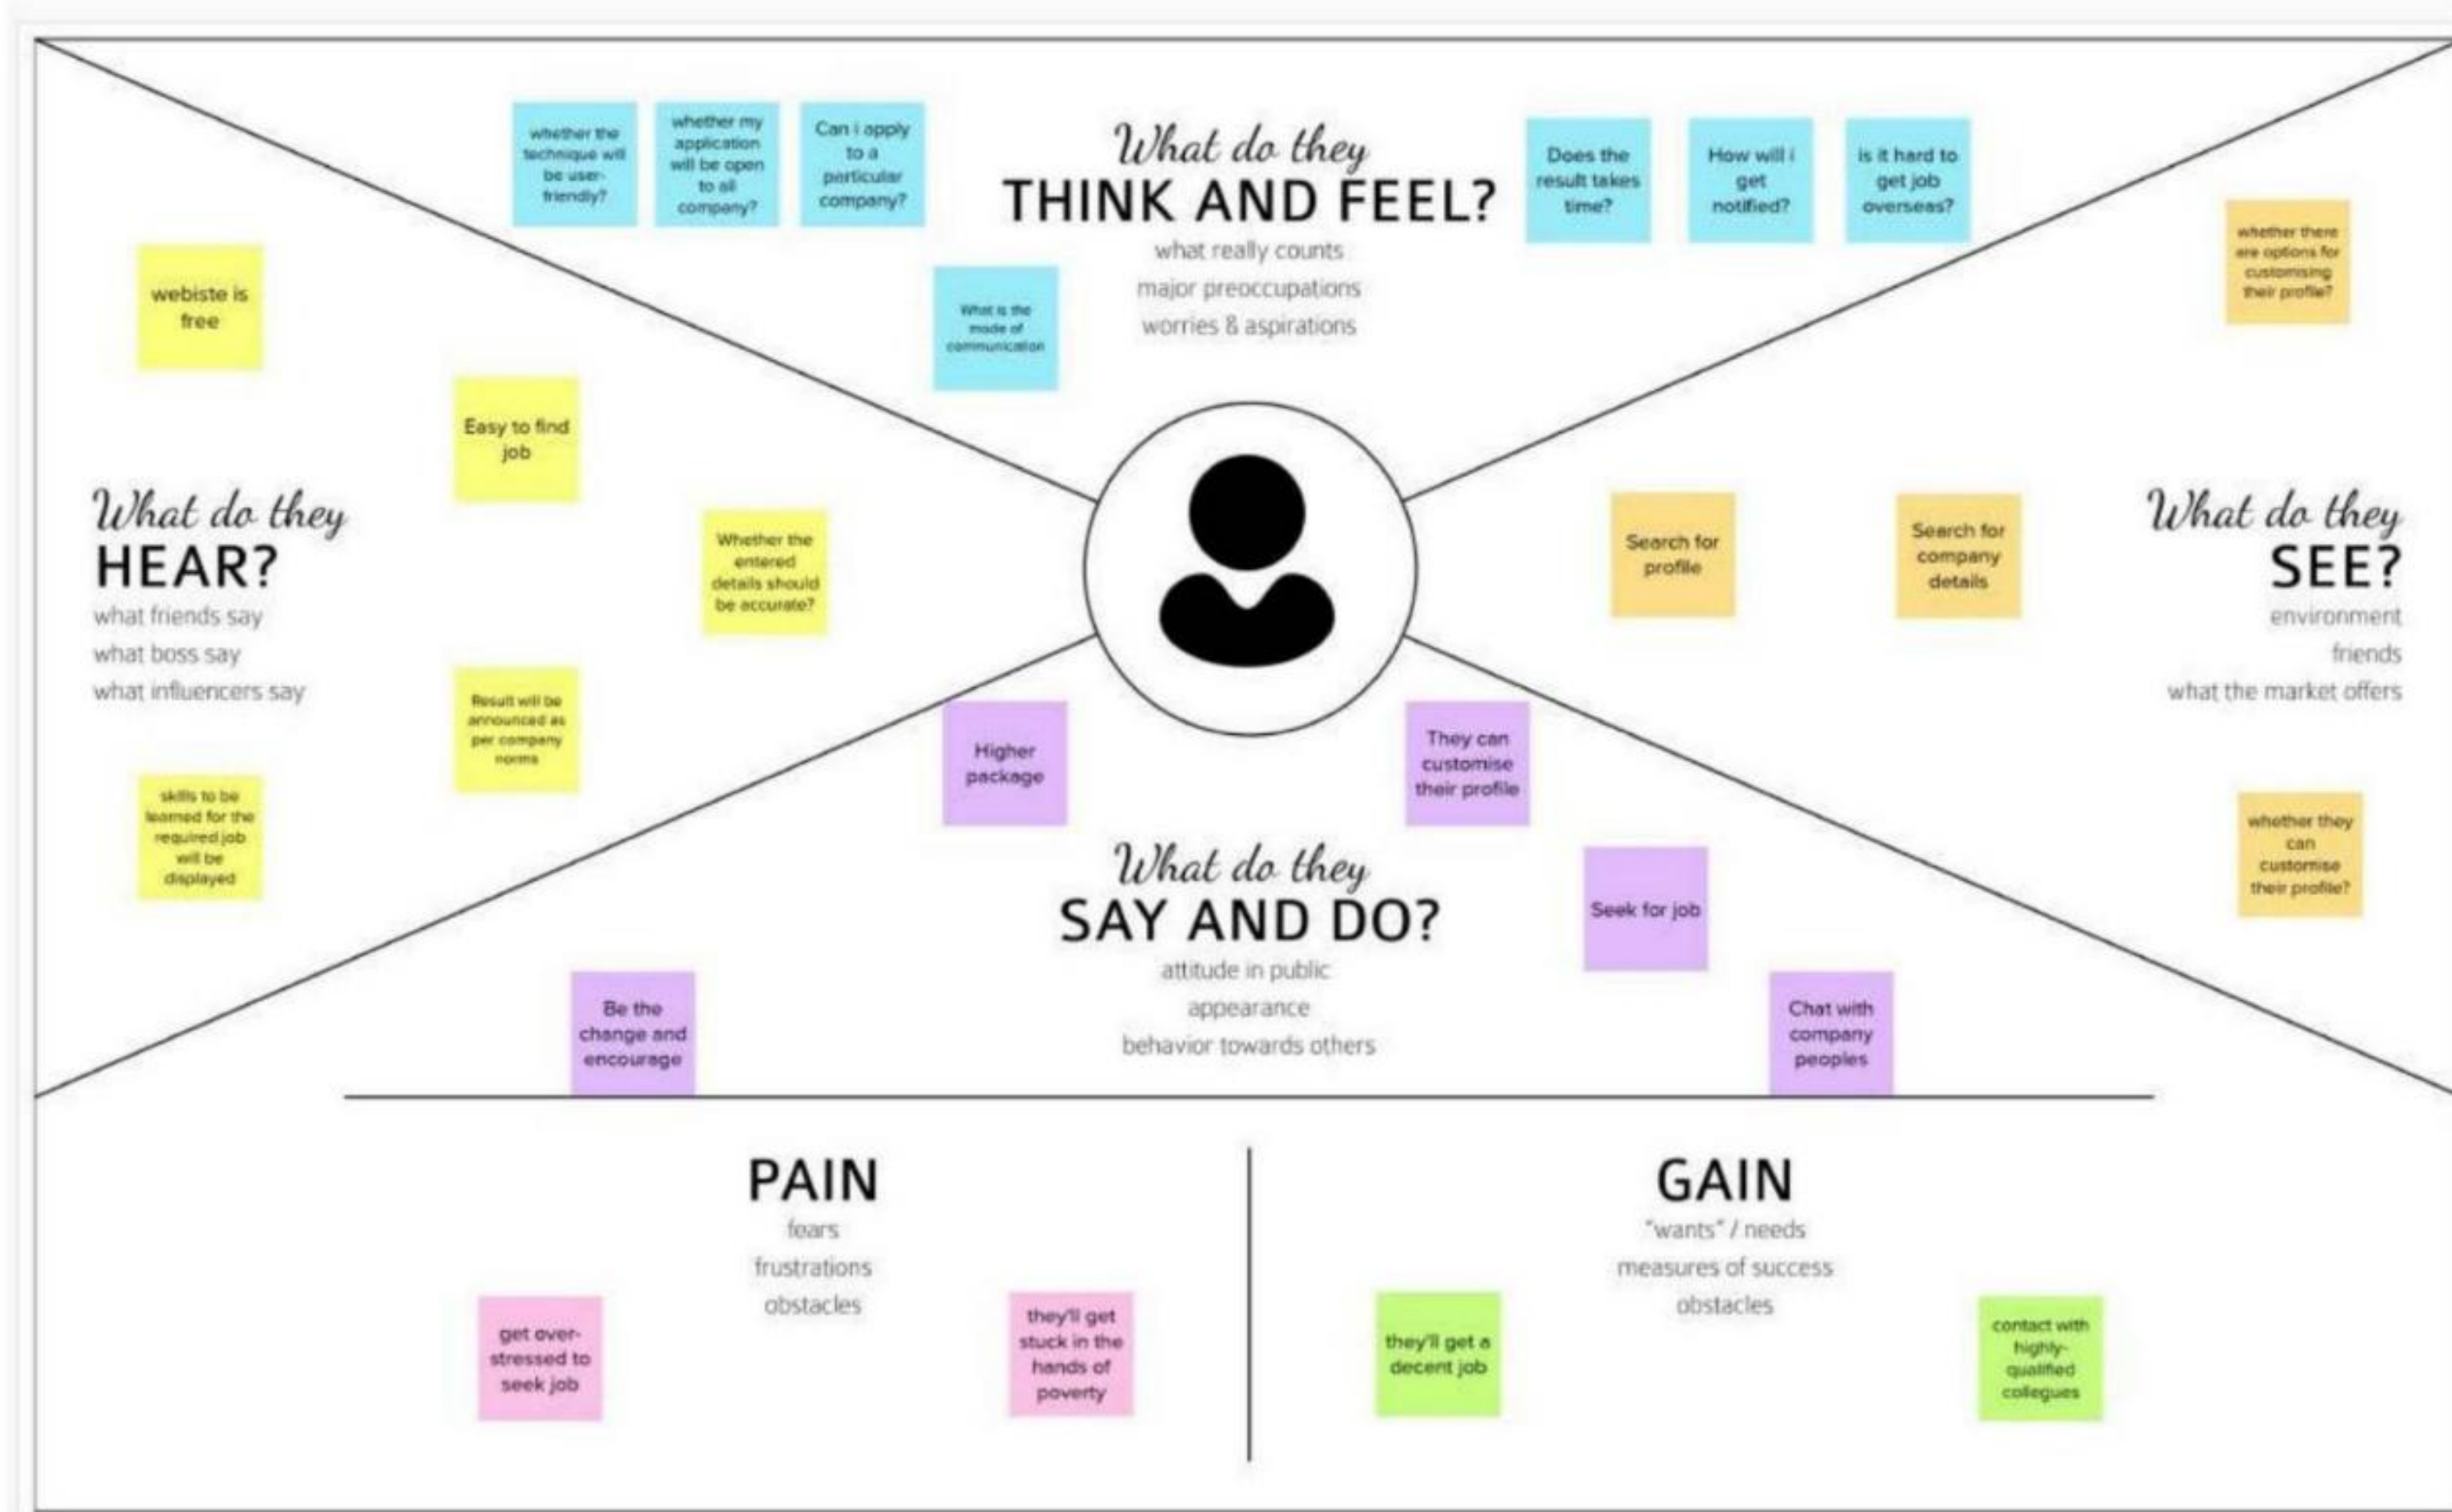 whether the
technique will
be user-
friendly?
whether my
application
will be open
to all
company?
Can i apply
to a
particular
company?
What do they
THINK AND FEEL?
what really counts
major preoccupations
worries & aspirations
What is the
mode of
communication
Does the
result takes
time?
How will i
get
notified?
is it hard to
get job
overseas?
webiste is
free
Easy to find
job
Whether the
entered
details should
be accurate?
What do they
HEAR?
what friends say
what boss say
what influencers say
Result will be
announced as
per company
norms
skills to be
learned for the
required job
will be
displayed
whether there
are options for
customising
their profile?
Search for
profile
Search for
company
details
What do they
SEE?
environment
friends
what the market offers
whether they
can
customise
their profile?
Higher
package
They can
customise
their profile
What do they
SAY AND DO?
attitude in public
appearance
behavior towards others
Seek for job
Be the
change and
encourage
Chat with
company
peoples
PAIN
fears
frustrations
obstacles
get over-
stressed to
seek job
they'll get
stuck in the
hands of
poverty
GAIN
"wants" / needs
measures of success
obstacles
they'll get a
decent job
contact with
highly-
qualified
collegues